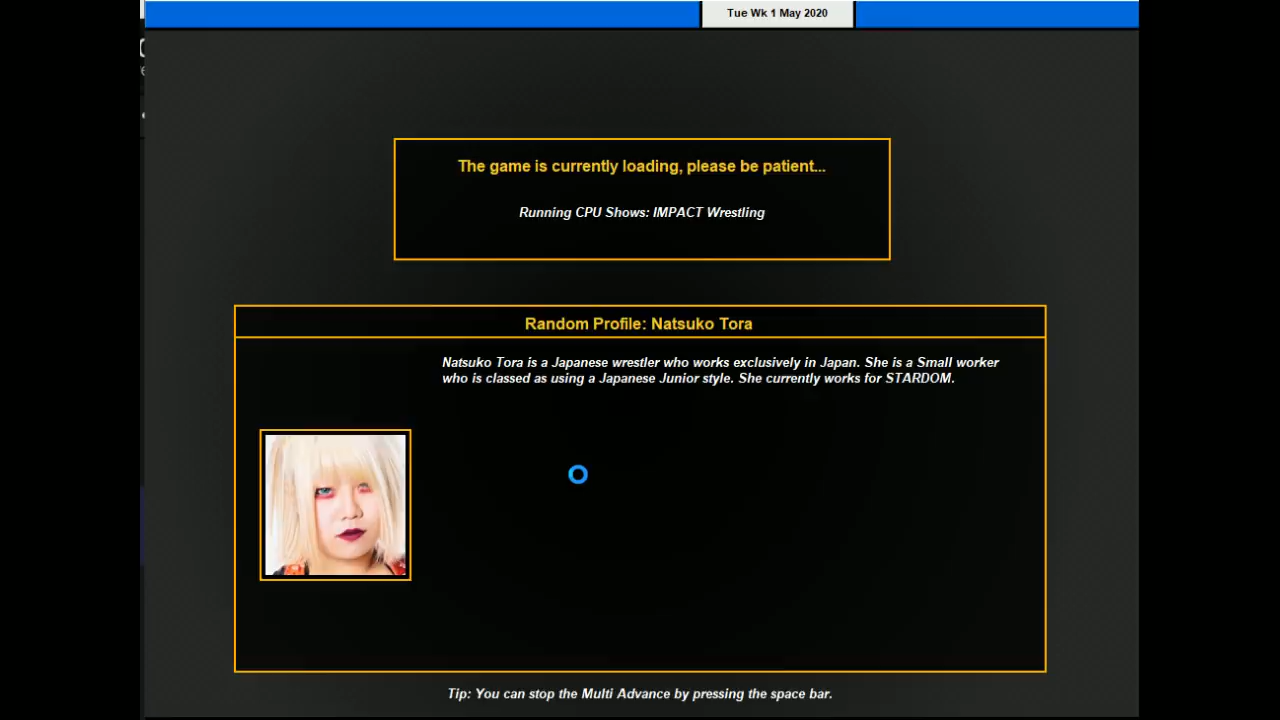 Tue Wk 1 May 2020
The game is currently loading, please be patient...
Running CPU Shows: IMPACT Wrestling
Random Profile: Natsuko Tora
Natsuko Tora is a Japanese wrestler who works exclusively in Japan. She is a Small worker
who is classed as using a Japanese Junior style. She currently works for STARDOM.
Tip: You can stop the Multi Advance by pressing the space bar.